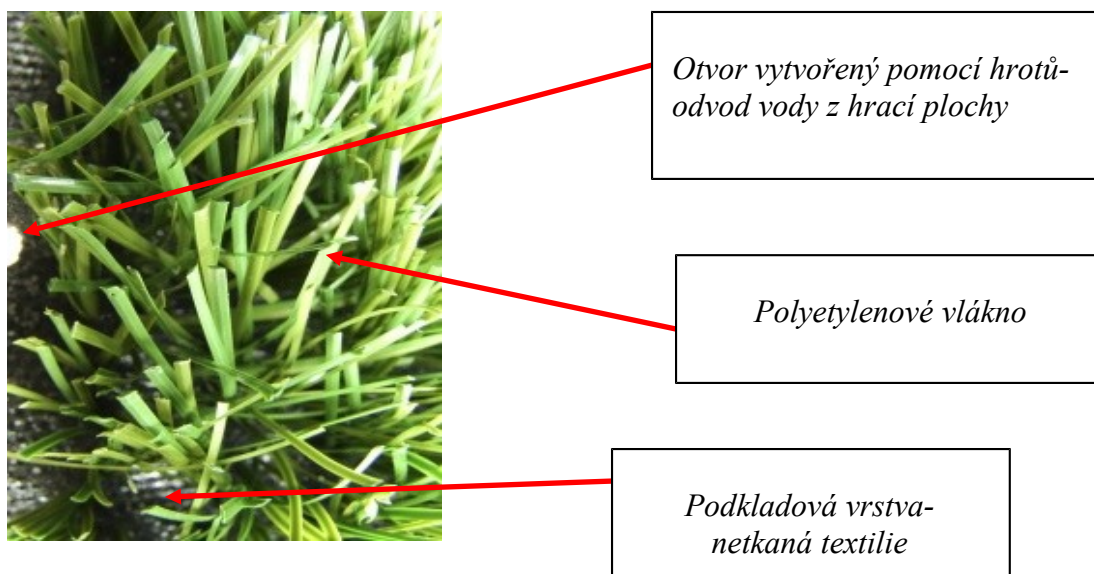 Otvor vytvořený pomocí hrotů-
odvod vody z hrací plochy
Polyetylenové vlákno
Podkladová vrstva-
netkaná textilie